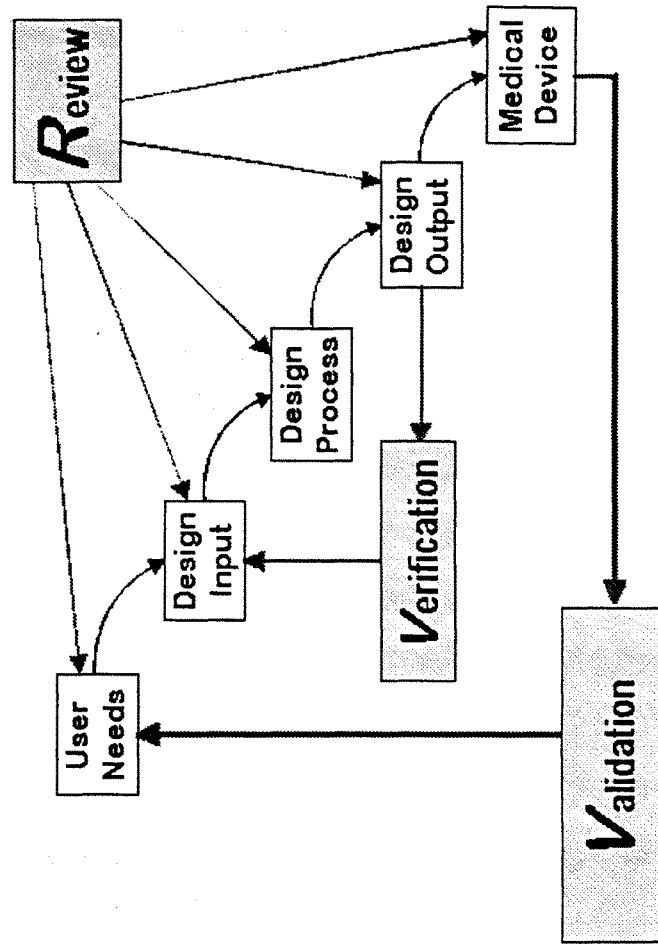 Review
User
Needs
Design
Input
Design
Process
Design
Output
Medical
Device
Verification
Validation